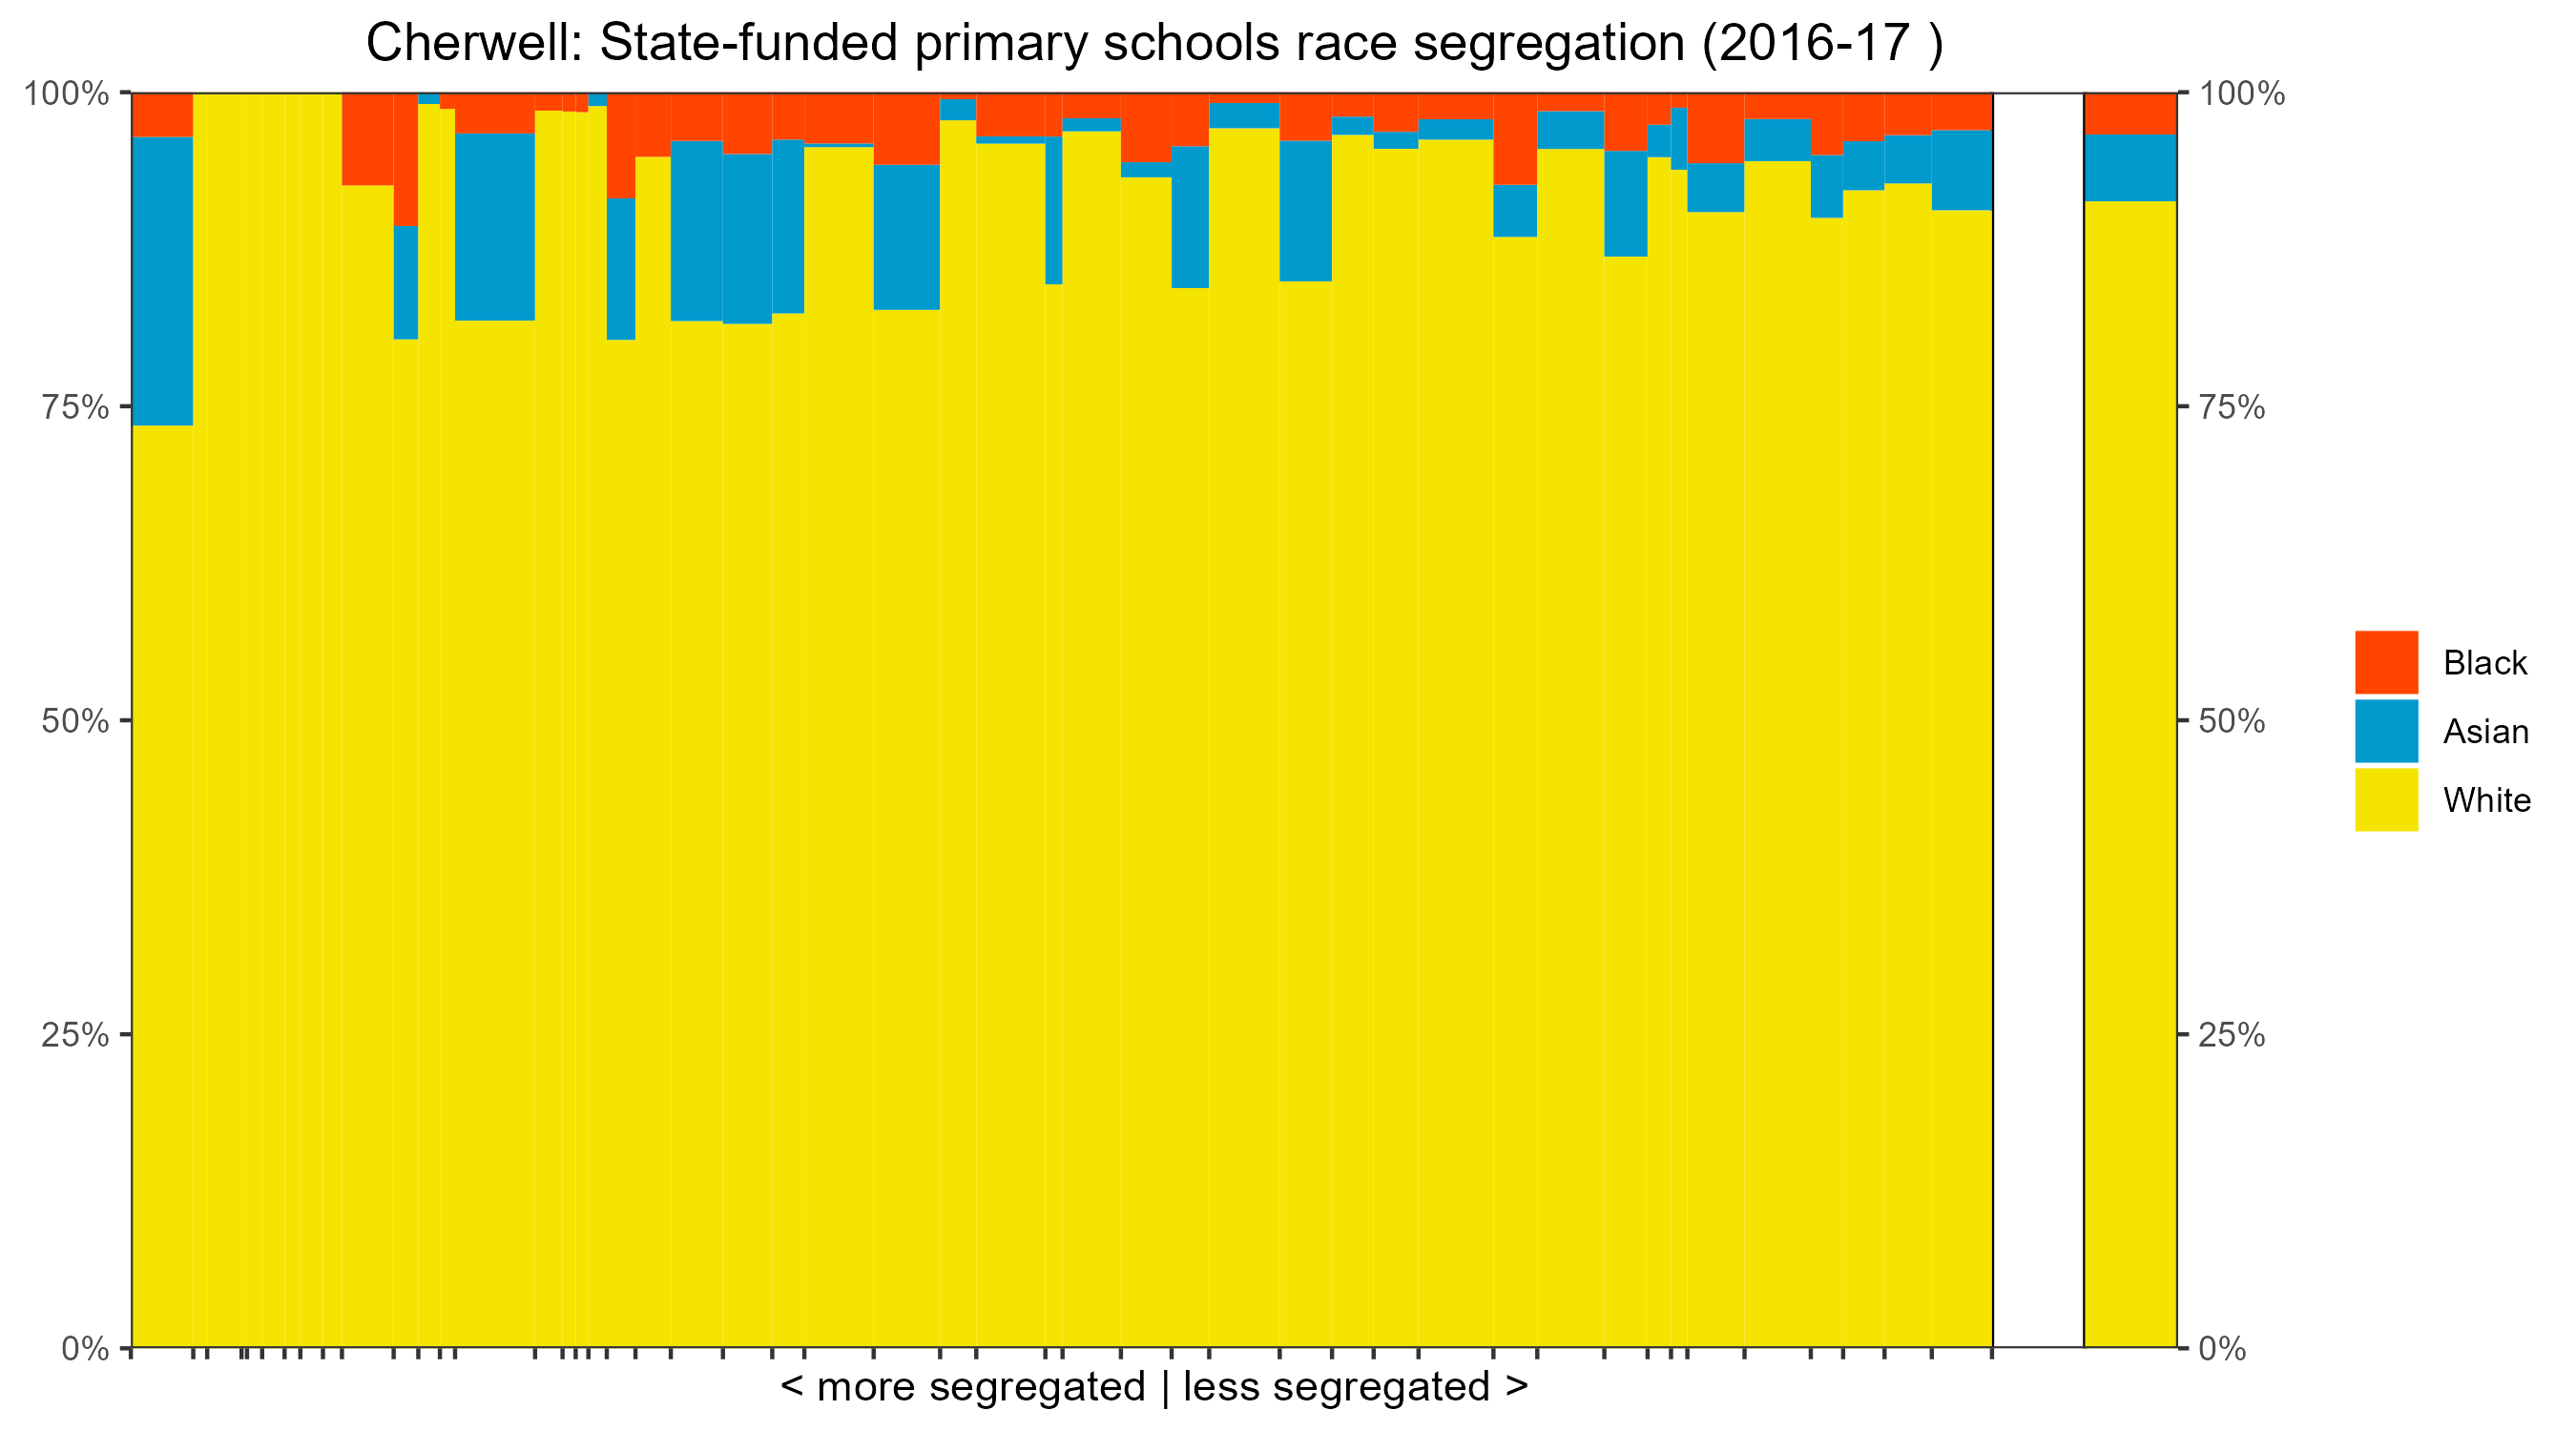 Cherwell: State-funded primary schools race segregation (2016-17 )
100%
75%
50%
25%
0%
100%
75%
50%
25%
0%
Black
Asian
White
< more segregated | less segregated >